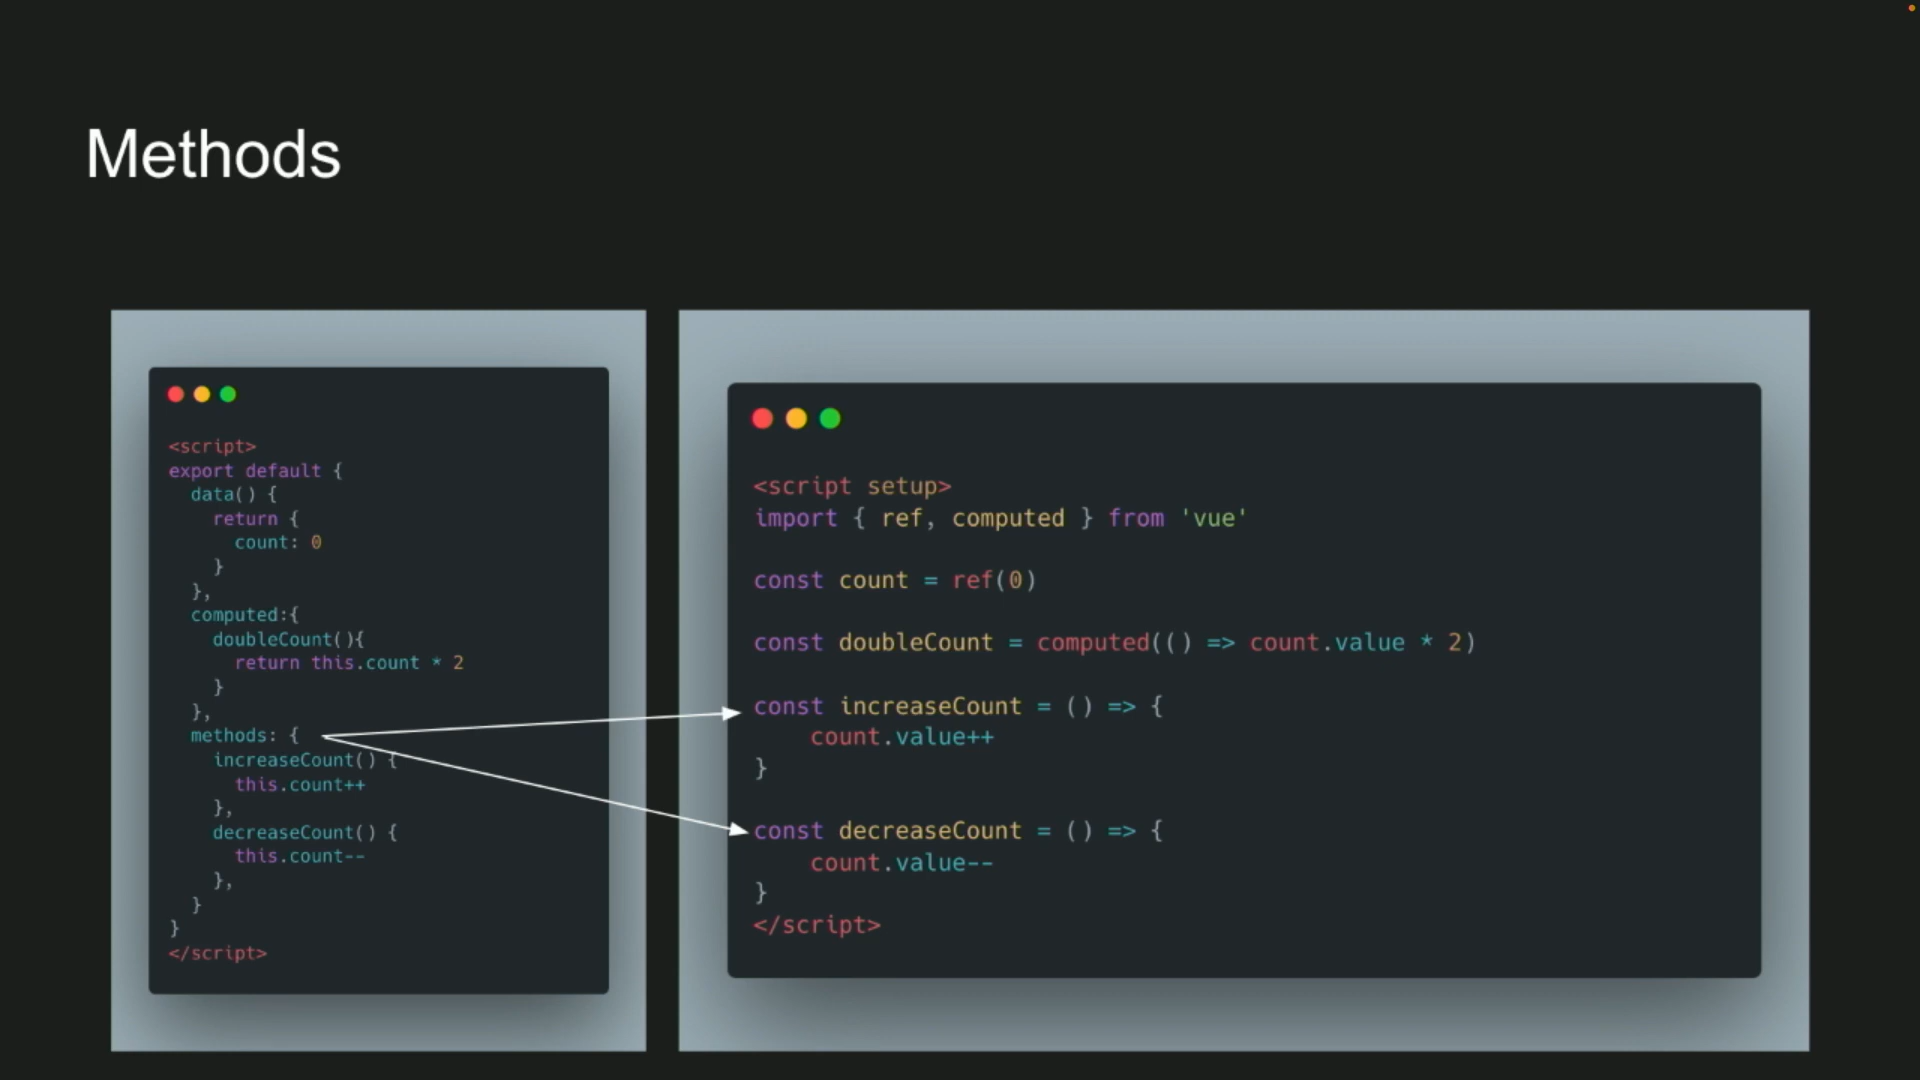 Methods
<script>
export default {
  data() {
    return {
      count: 0
    }
  },
  computed:{
    doubleCount(){
      return this.count * 2
    }
  },
  methods: {
    increaseCount() {
      this.count++
    },
    decreaseCount() {
      this.count--
    },
  }
}
</script>
<script setup>
import { ref, computed } from 'vue'

const count = ref(0)

const doubleCount = computed(() => count.value * 2)

const increaseCount = () => {
    count.value++
}

const decreaseCount = () => {
    count.value--
}
</script>